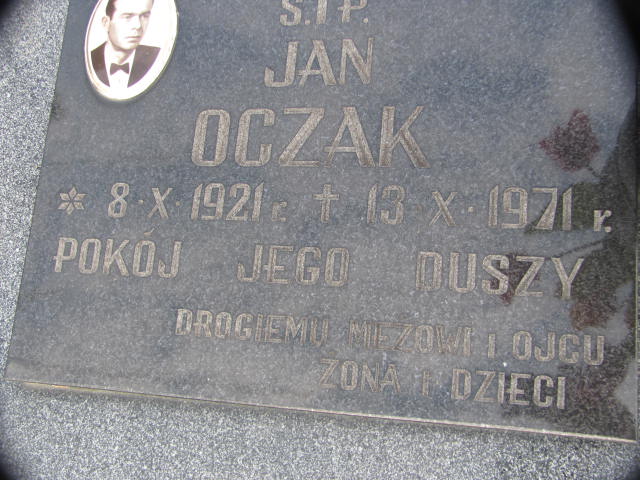 Ś.†P.
JAN
OCZAK
* 8·X·1921 r. † 13·X·1971 r.
POKÓJ JEGO DUSZY
DROGIEMU MĘŻOWI I OJCU
ŻONA I DZIECI